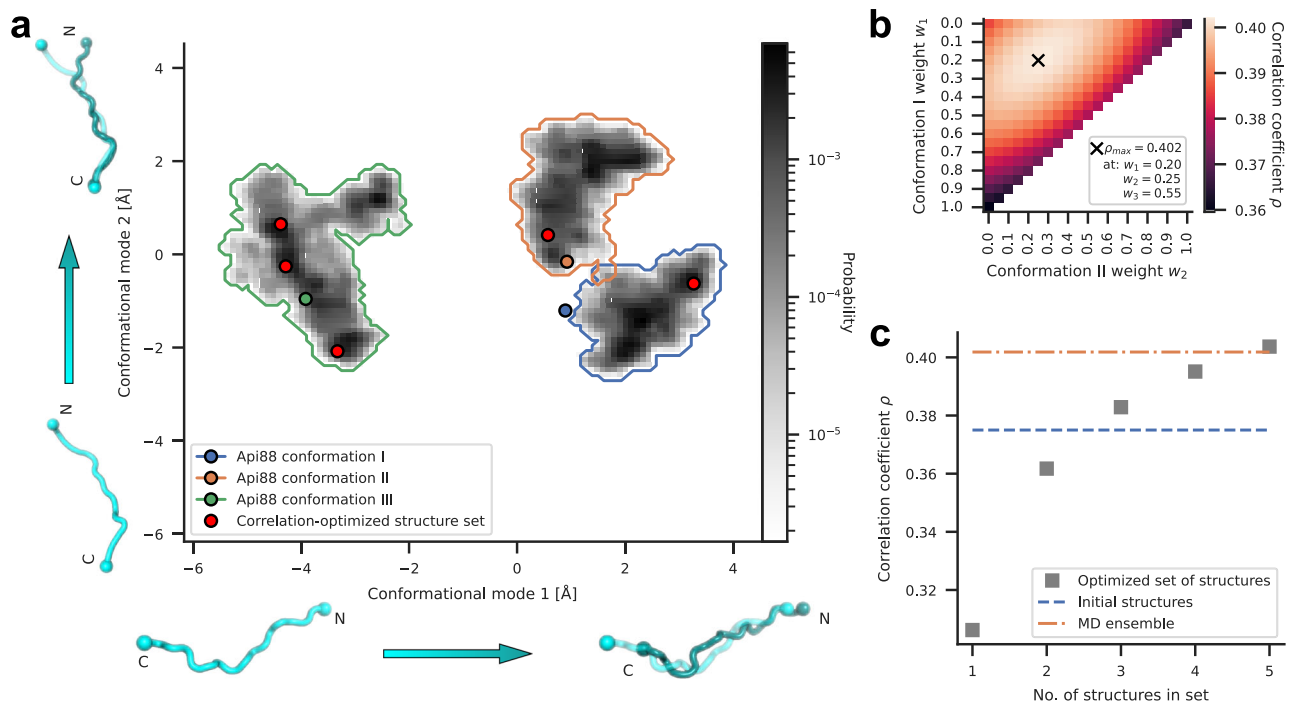 a
N
C
N
C
Conformational mode 2 [Å]
4
2
0
−2
−4
−6
−6
−4
−2
0
2
4
Conformational mode 1 [Å]
Api88 conformation I
Api88 conformation II
Api88 conformation III
Correlation-optimized structure set
10−3
10−4
10−5
Probability
C
N
C
N
b
Conformation I weight w1
0.0
0.1
0.2
0.3
0.4
0.5
0.6
0.7
0.8
0.9
1.0
ρmax = 0.402
at: w1 = 0.20
w2 = 0.25
w3 = 0.55
0.0
0.1
0.2
0.3
0.4
0.5
0.6
0.7
0.8
0.9
1.0
Conformation II weight w2
0.40
0.39
0.38
0.37
0.36
Correlation coefficient ρ
c
Correlation coefficient ρ
0.40
0.38
0.36
0.34
0.32
Optimized set of structures
Initial structures
MD ensemble
1
2
3
4
5
No. of structures in set